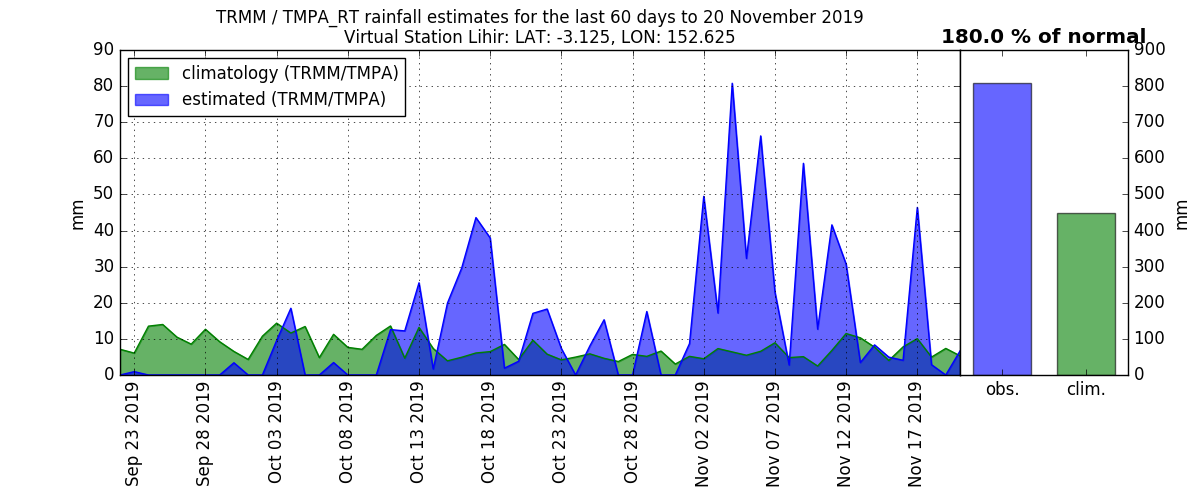 TRMM / TMPA_RT rainfall estimates for the last 60 days to 20 November 2019
Virtual Station Lihir: LAT: -3.125, LON: 152.625
180.0 % of normal
climatology (TRMM/TMPA)
estimated (TRMM/TMPA)
mm
90
80
70
60
50
40
30
20
10
0
Sep 23 2019
Sep 28 2019
Oct 03 2019
Oct 08 2019
Oct 13 2019
Oct 18 2019
Oct 23 2019
Oct 28 2019
Nov 02 2019
Nov 07 2019
Nov 12 2019
Nov 17 2019
900
800
700
600
500
400
300
200
100
0
mm
obs.
clim.